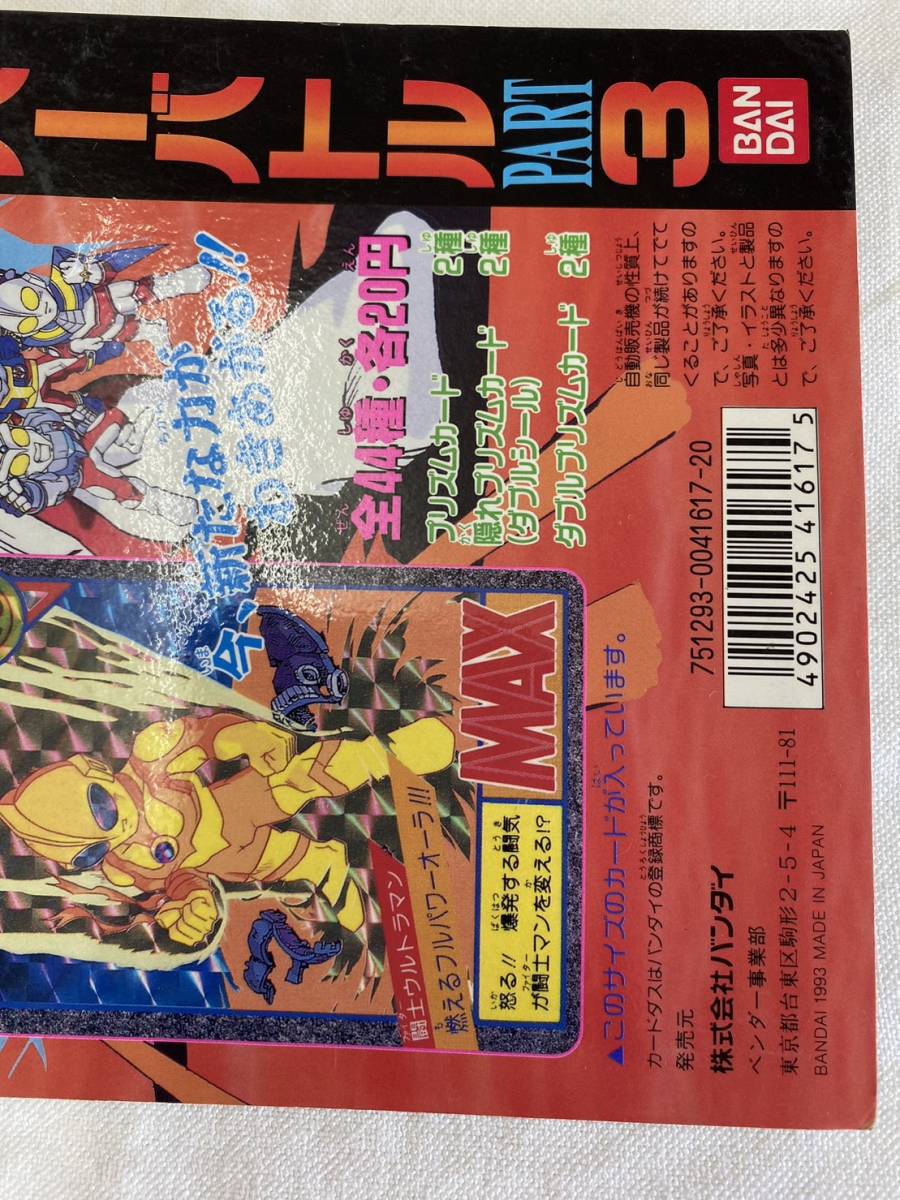 ーバトル
PART
3
BAN
DAI
今、新たな力が
わきあがる!!
全44種・各20円
プリズムカード 2種
隠れプリズムカード 2種
(ダブルシール)
ダブルプリズムカード 2種
自動販売機の性質上、
同じ製品が続けてでて
くることがありますの
で、ご了承ください。
写真・イラストと製品
とは多少異なりますの
で、ご了承ください。
MAX
闘士ウルトラマン
燃えるフルパワーオーラ!!!
怒る!! 爆発する闘気
が闘士マンを変える!?
▲このサイズのカードが入っています。
カードダスはバンダイの登録商標です。
発売元
株式会社バンダイ
ベンダー事業部
東京都台東区駒形2-5-4 〒111-81
BANDAI 1993 MADE IN JAPAN
751293-0041617-20
4902425416175